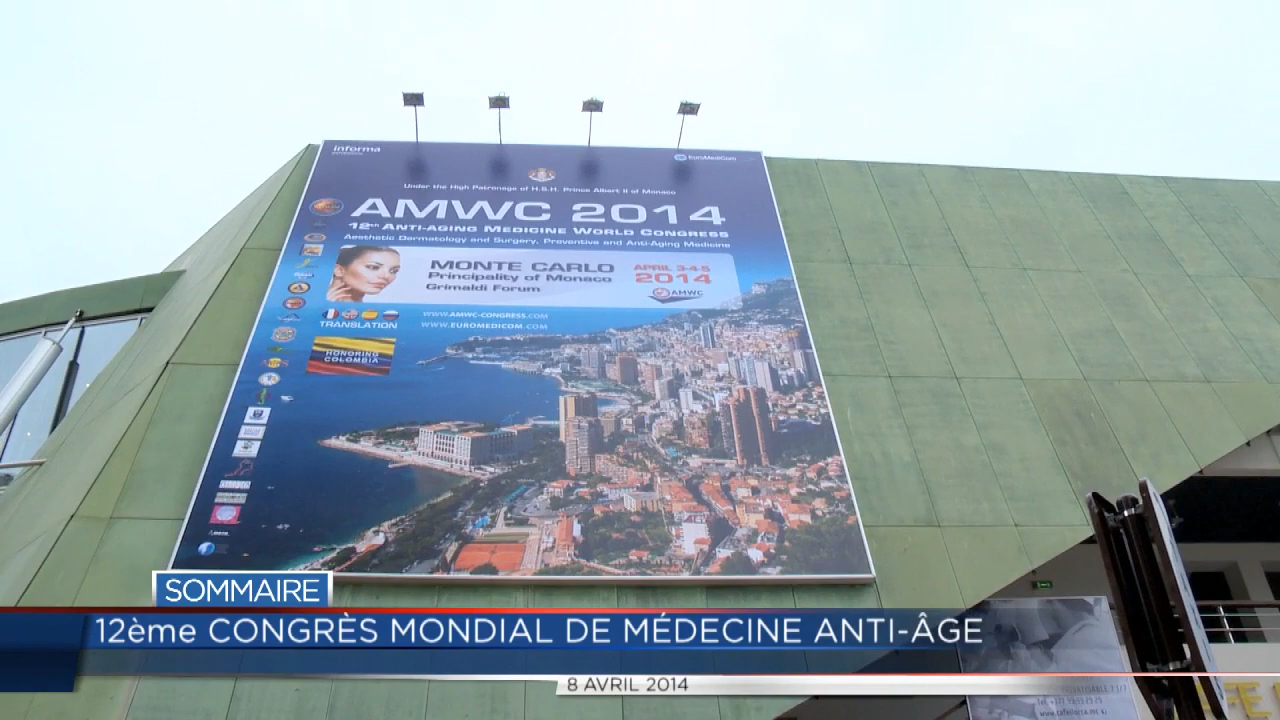 informa
EuroMediCom
Under the High Patronage of H.S.H. Prince Albert II of Monaco
AMWC 2014
12th Anti-Aging Medicine World Congress
Aesthetic Dermatology and Surgery, Preventive and Anti-Aging Medicine
MONTE CARLO
Principality of Monaco
Grimaldi Forum
APRIL 3-4-5
2014
AMWC
TRANSLATION
WWW.AMWC-CONGRESS.COM
WWW.EUROMEDICOM.COM
HONORING
COLOMBIA
SOMMAIRE
12ème CONGRÈS MONDIAL DE MÉDECINE ANTI-ÂGE
8 AVRIL 2014